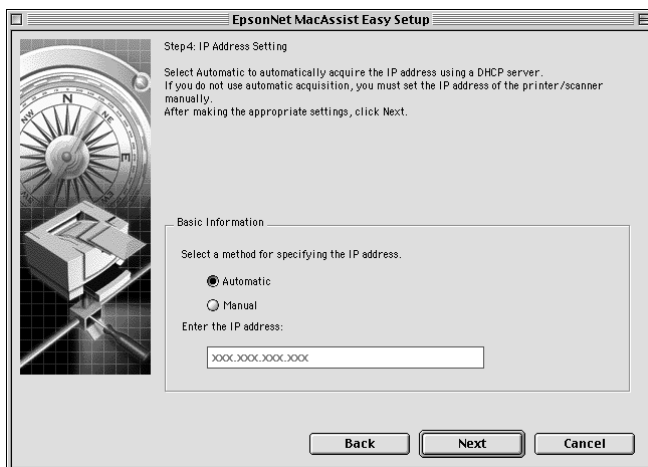 EpsonNet MacAssist Easy Setup
Step4: IP Address Setting
Select Automatic to automatically acquire the IP address using a DHCP server.
If you do not use automatic acquisition, you must set the IP address of the printer/scanner
manually.
After making the appropriate settings, click Next.
N
NE
E
Basic Information
Select a method for specifying the IP address.
Automatic
Manual
Enter the IP address:
XXX.XXX.XXX.XXX
Back
Next
Cancel